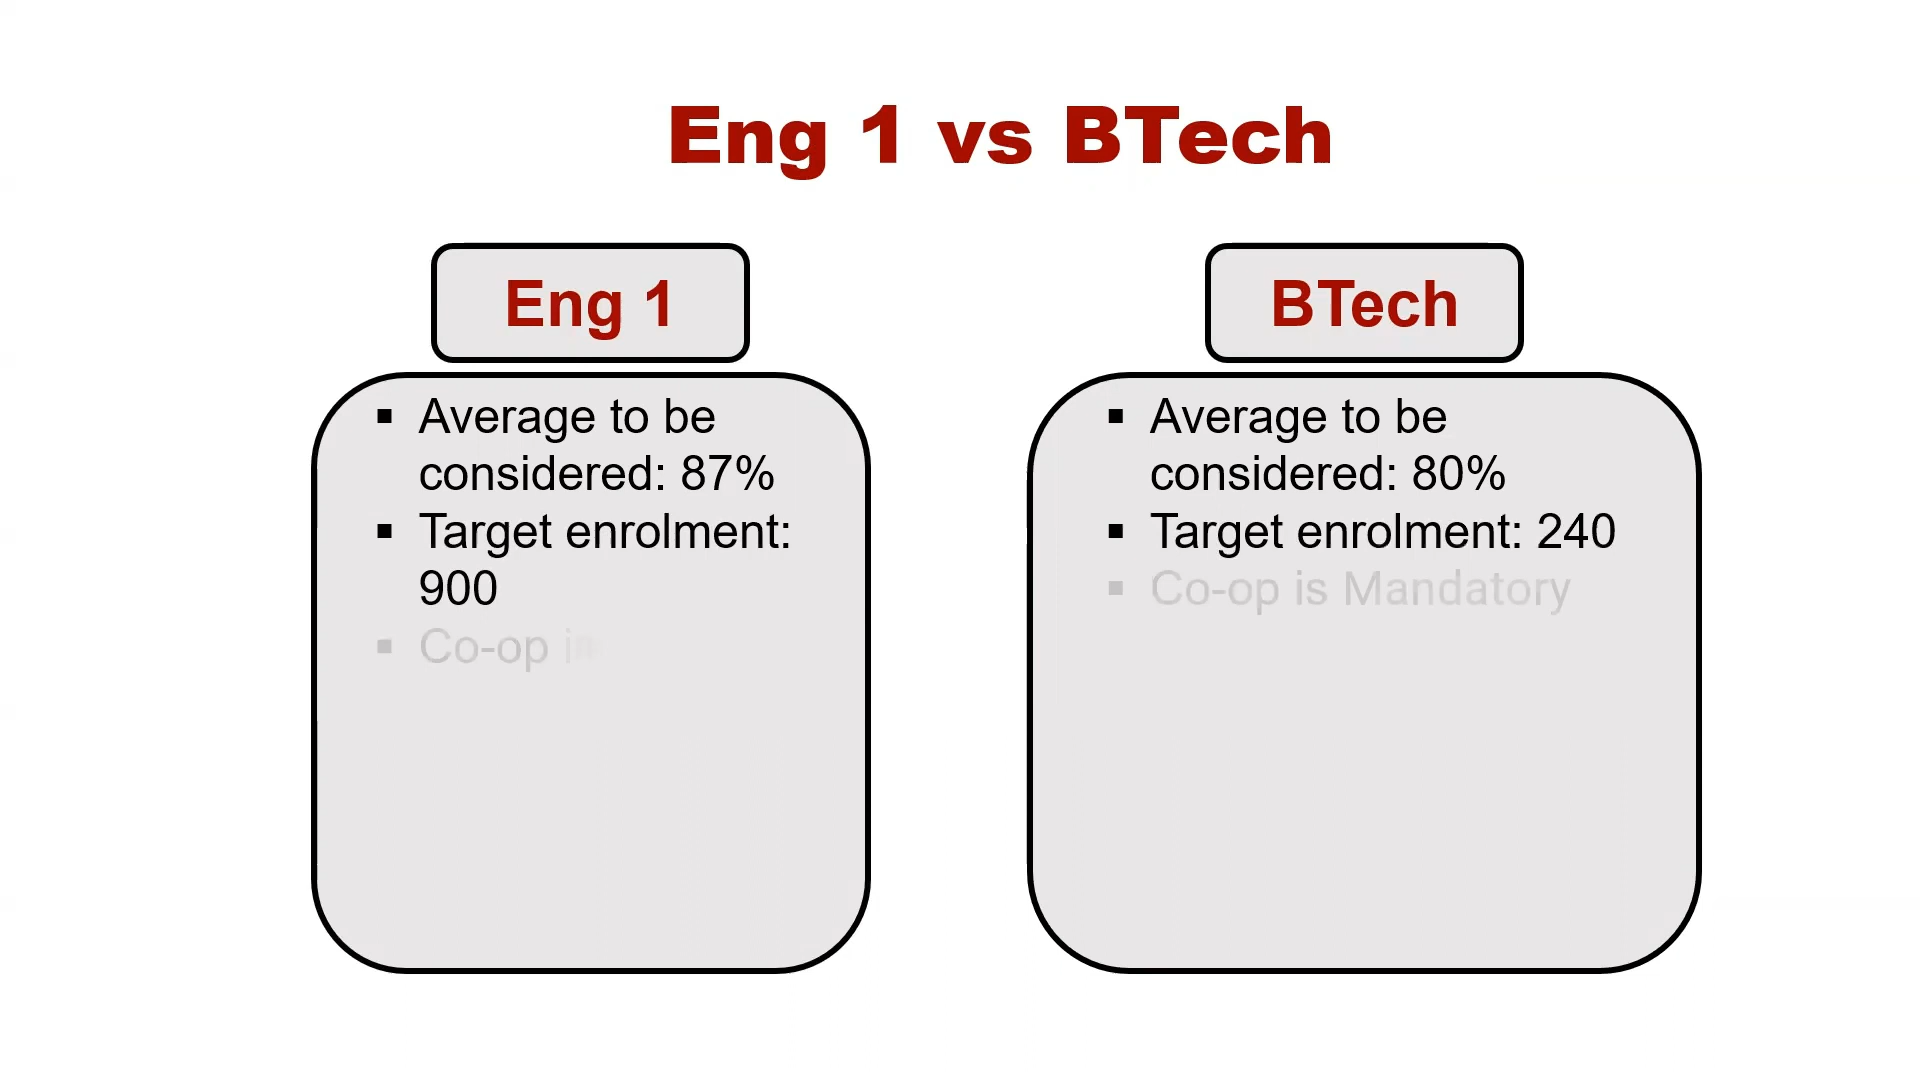 Eng 1 vs BTech
Eng 1
▪ Average to be
considered: 87%
▪ Target enrolment:
900
▪ Co-op
BTech
▪ Average to be
considered: 80%
▪ Target enrolment: 240
▪ Co-op is Mandatory